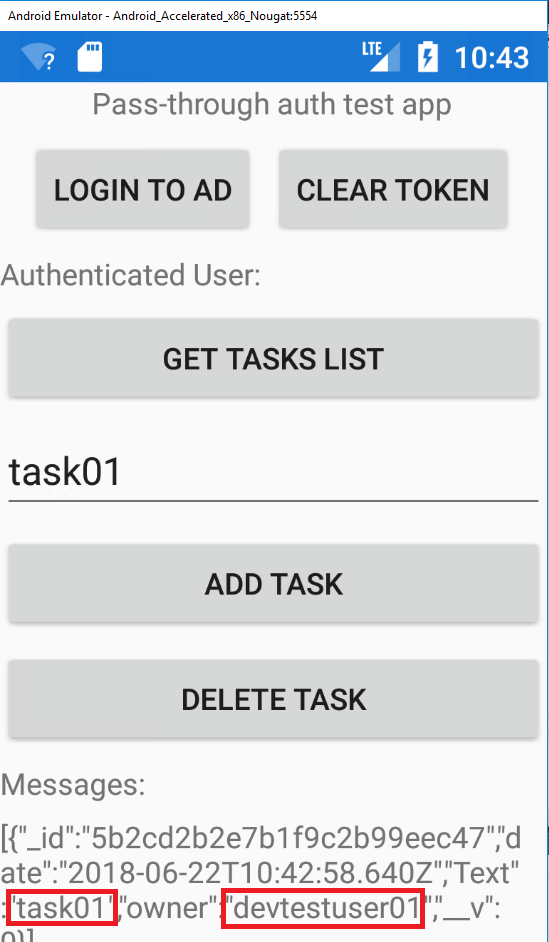 Android Emulator - Android_Accelerated_x86_Nougat:5554
LTE 10:43
Pass-through auth test app
LOGIN TO AD CLEAR TOKEN
Authenticated User:
GET TASKS LIST
task01
ADD TASK
DELETE TASK
Messages:
[{"_id":"5b2cd2b2e7b1f9c2b99eec47","d
ate":"2018-06-22T10:42:58.640Z","Text"
:"task01","owner":"devtestuser01","__v":
0}]